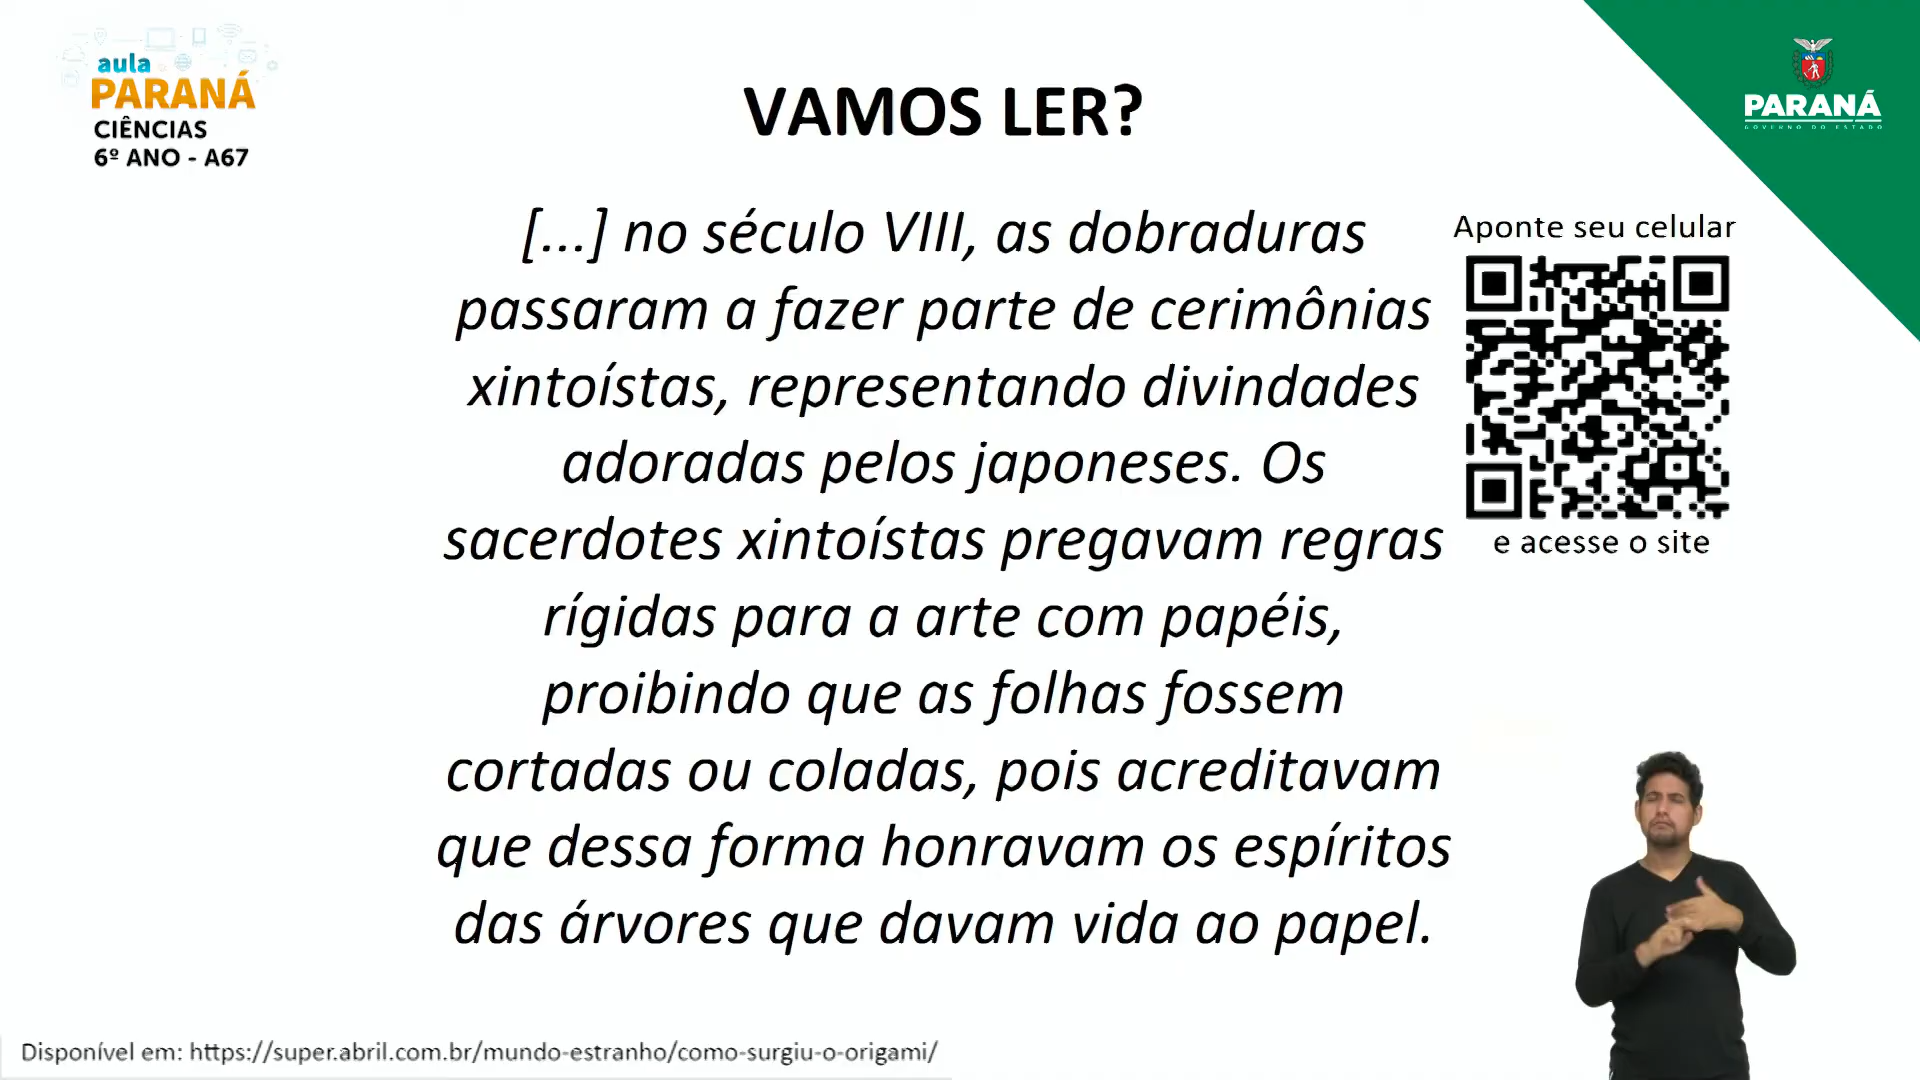 aula
PARANÁ
CIÊNCIAS
6º ANO - A67
VAMOS LER?
PARANÁ
GOVERNO DO ESTADO
[...] no século VIII, as dobraduras
passaram a fazer parte de cerimônias
xintoístas, representando divindades
adoradas pelos japoneses. Os
sacerdotes xintoístas pregavam regras
rígidas para a arte com papéis,
proibindo que as folhas fossem
cortadas ou coladas, pois acreditavam
que dessa forma honravam os espíritos
das árvores que davam vida ao papel.
Aponte seu celular
e acesse o site
Disponível em: https://super.abril.com.br/mundo-estranho/como-surgiu-o-origami/